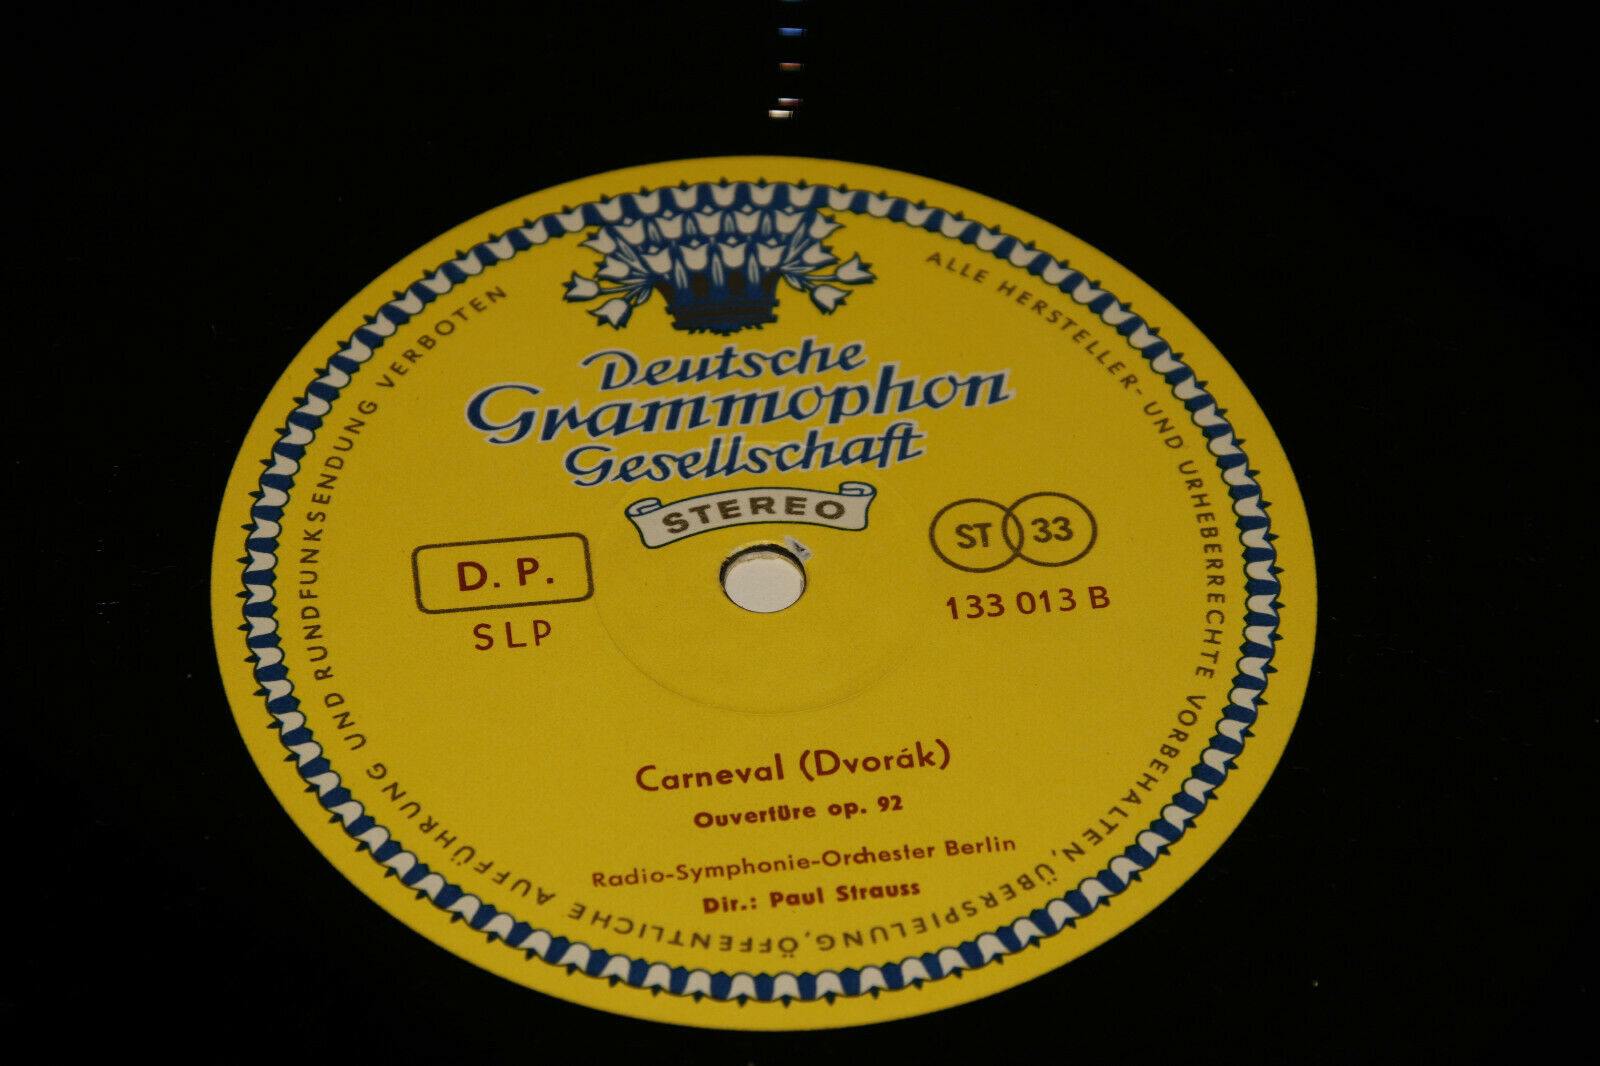 Deutsche
Grammophon
Gesellschaft
STEREO
D. P.
SLP
ST 33
133 013 B
Carneval (Dvorák)
Ouvertüre op. 92
Radio-Symphonie-Orchester Berlin
Dir.: Paul Strauss
ALLE HERSTELLER- UND URHEBERRECHTE VORBEHALTEN, ÜBERSPIELUNG, ÖFFENTLICHE AUFFÜHRUNG UND RUNDFUNKSENDUNG VERBOTEN